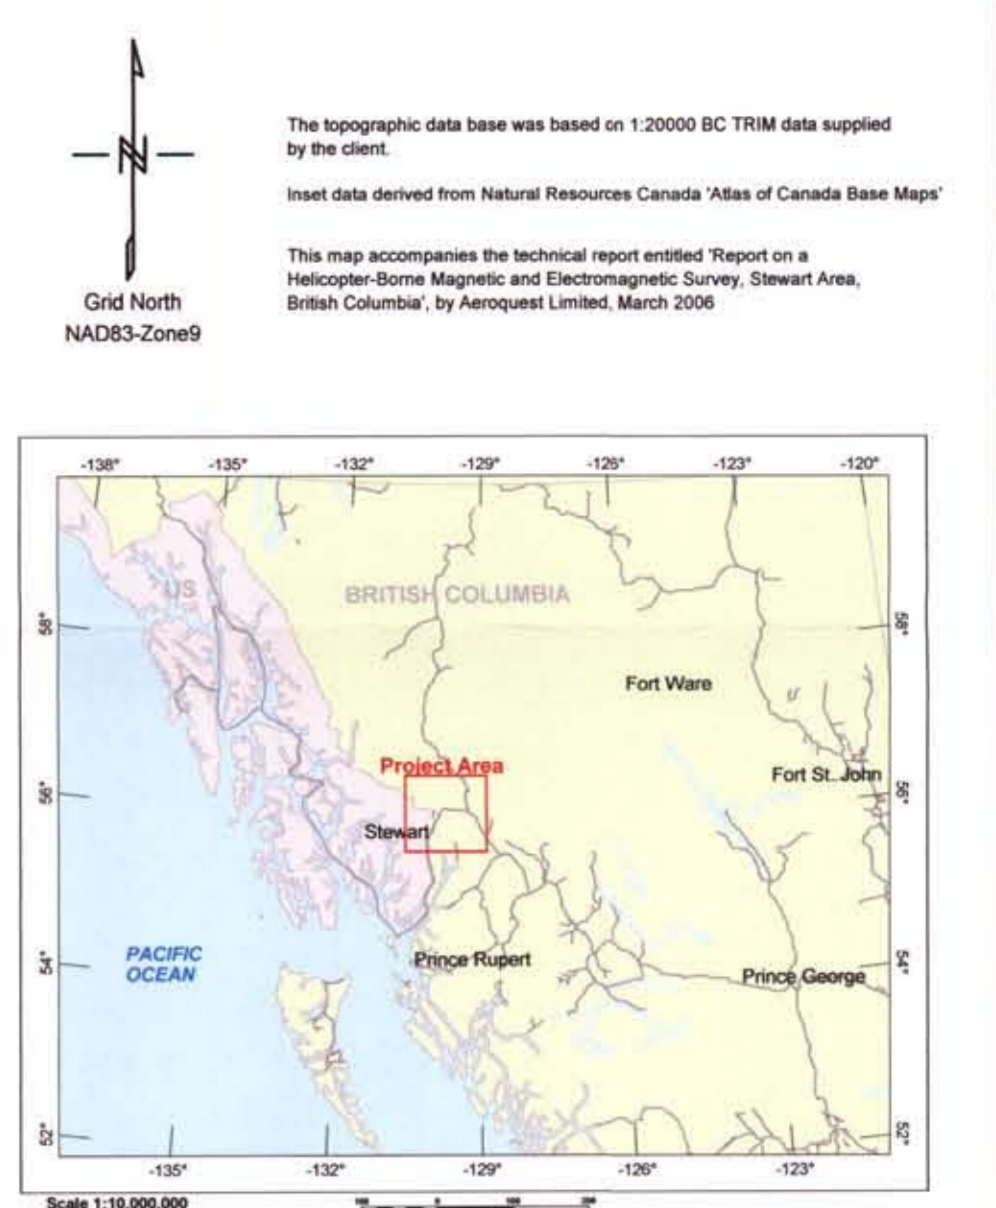 N
Grid North
NAD83-Zone9
The topographic data base was based on 1:20000 BC TRIM data supplied
by the client.
Inset data derived from Natural Resources Canada 'Atlas of Canada Base Maps'
This map accompanies the technical report entitled 'Report on a
Helicopter-Borne Magnetic and Electromagnetic Survey, Stewart Area,
British Columbia', by Aeroquest Limited, March 2006
-138° -135° -132° -129° -126° -123° -120°
US
BRITISH COLUMBIA
58° 58°
Fort Ware
Project Area
Fort St. John
56° 56°
Stewart
PACIFIC
OCEAN
Prince Rupert
54° 54°
Prince George
52° 52°
-135° -132° -129° -126° -123°
Scale 1:10,000,000
100 0 100 200